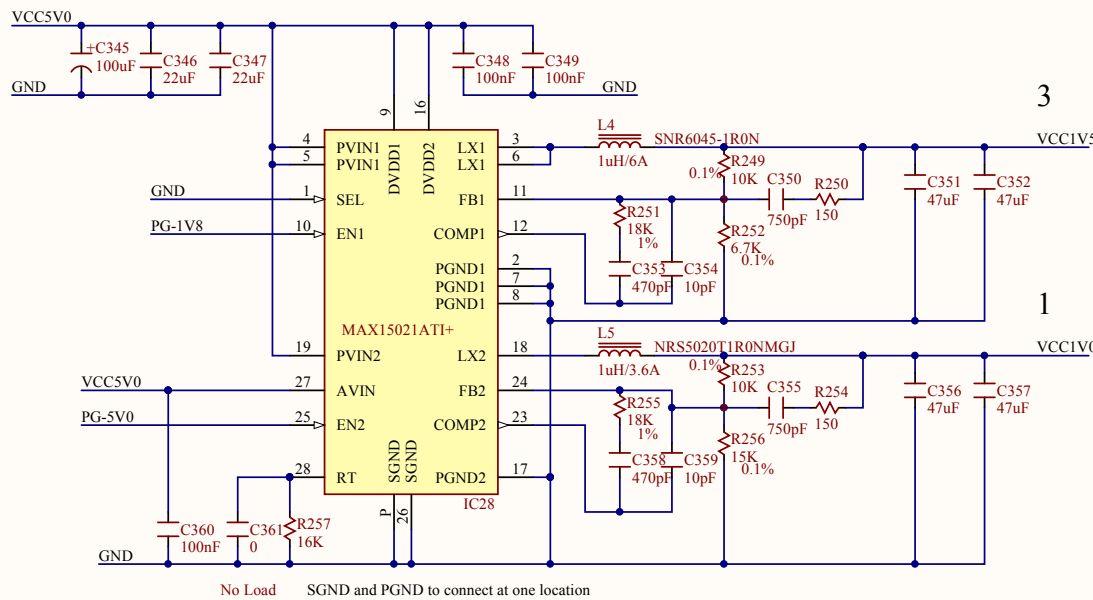 VCC5V0
+C345
100uF
C346
22uF
C347
22uF
GND
9
16
C348
100nF
C349
100nF
GND
3
4
PVIN1
5
PVIN1
DVDD1
DVDD2
LX1
3
LX1
6
L4
SNR6045-1R0N
1uH/6A
VCC1V5
R249
0.1%
10K
C350
750pF
R250
150
C351
47uF
C352
47uF
GND
1
SEL
FB1
11
R251
18K
1%
PG-1V8
10
EN1
COMP1
12
R252
6.7K
0.1%
C353
470pF
C354
10pF
PGND1
2
PGND1
7
PGND1
8
1
MAX15021ATI+
19
PVIN2
LX2
18
L5
NRS5020T1R0NMGJ
1uH/3.6A
VCC1V0
0.1%
R253
10K
C355
750pF
R254
150
C356
47uF
C357
47uF
VCC5V0
27
AVIN
FB2
24
R255
18K
1%
PG-5V0
25
EN2
COMP2
23
R256
15K
0.1%
C358
470pF
C359
10pF
28
RT
SGND
SGND
PGND2
17
IC28
P
26
C360
100nF
C361
0
R257
16K
GND
No Load
SGND and PGND to connect at one location